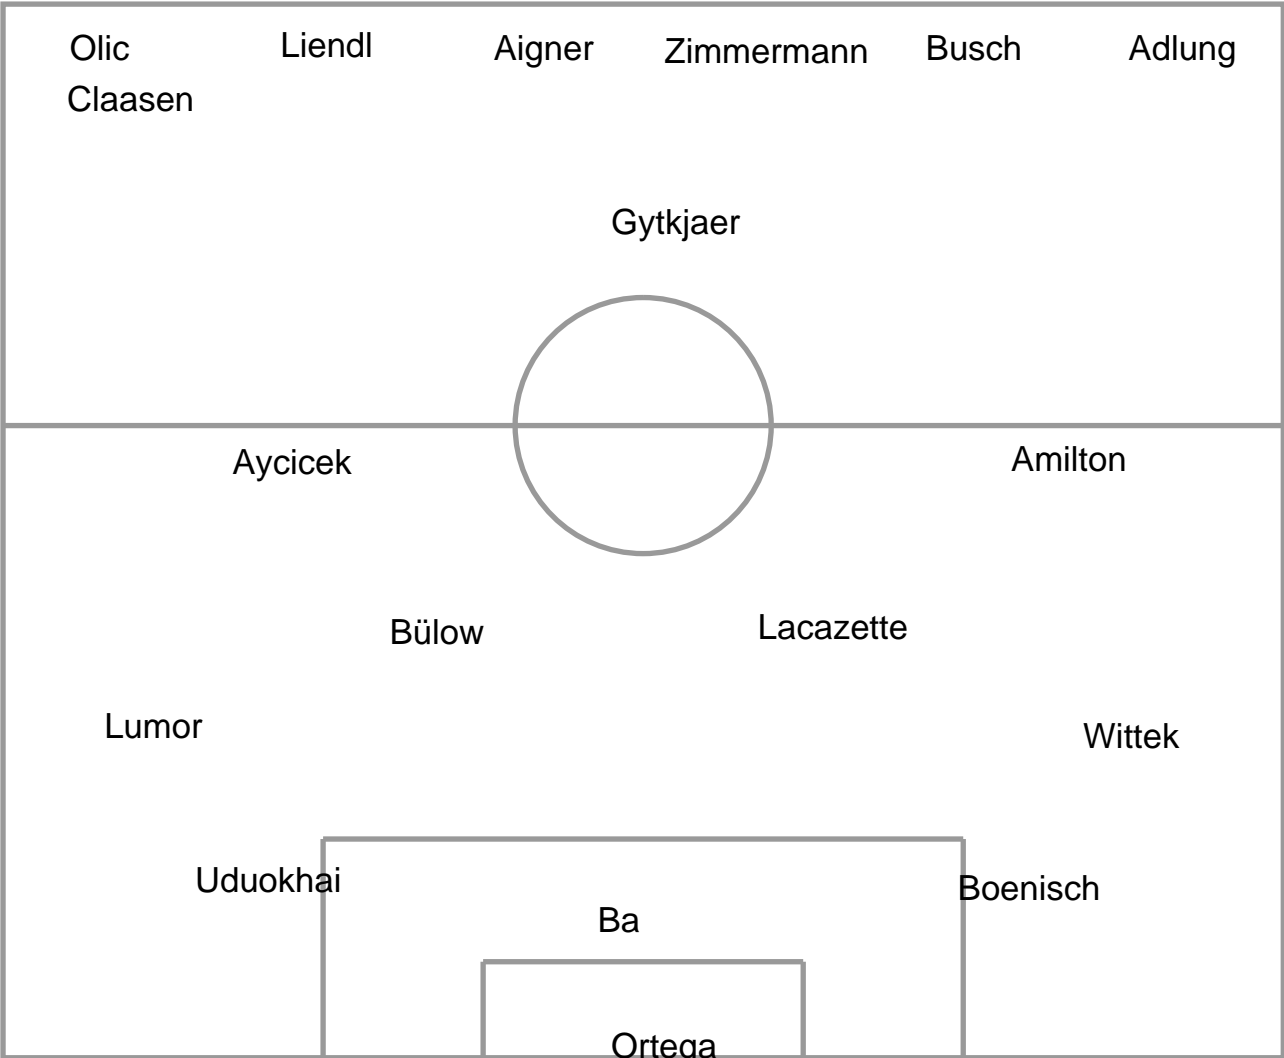 Olic Liendl Aigner Zimmermann Busch Adlung
Claasen
Gytkjaer
Aycicek Amilton
Bülow Lacazette
Lumor Wittek
Uduokhai Boenisch
Ba
Ortega